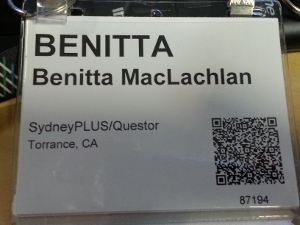 BENITTA
Benitta MacLachlan
SydneyPLUS/Questor
Torrance, CA
87194